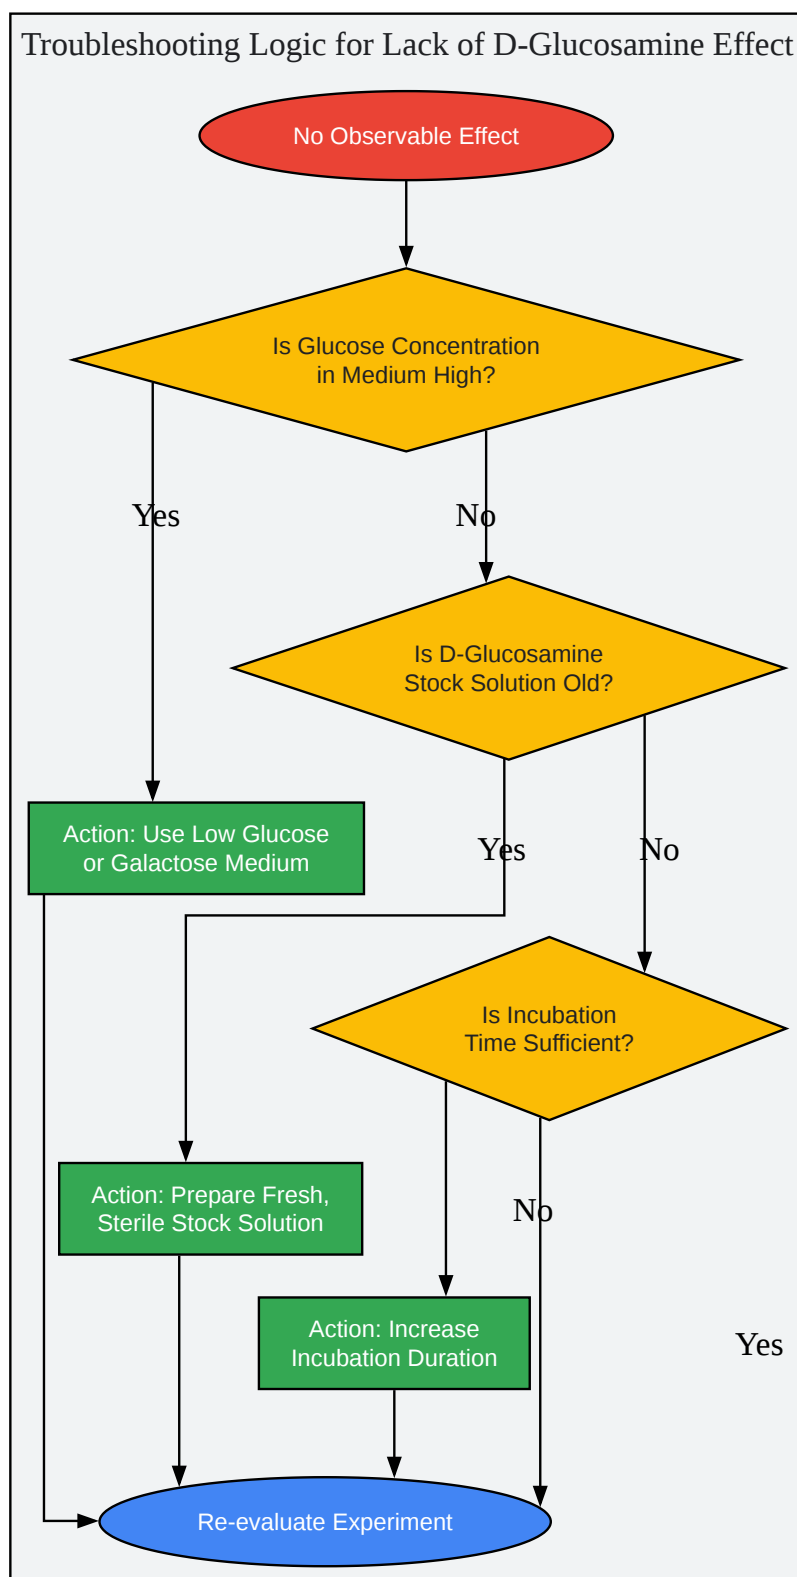 Troubleshooting Logic for Lack of D-Glucosamine Effect
No Observable Effect
Is Glucose Concentration
in Medium High?
Yes
No
Is D-Glucosamine
Stock Solution Old?
Action: Use Low Glucose
or Galactose Medium
Yes
No
Is Incubation
Time Sufficient?
Action: Prepare Fresh,
Sterile Stock Solution
No
Action: Increase
Incubation Duration
Yes
Re-evaluate Experiment